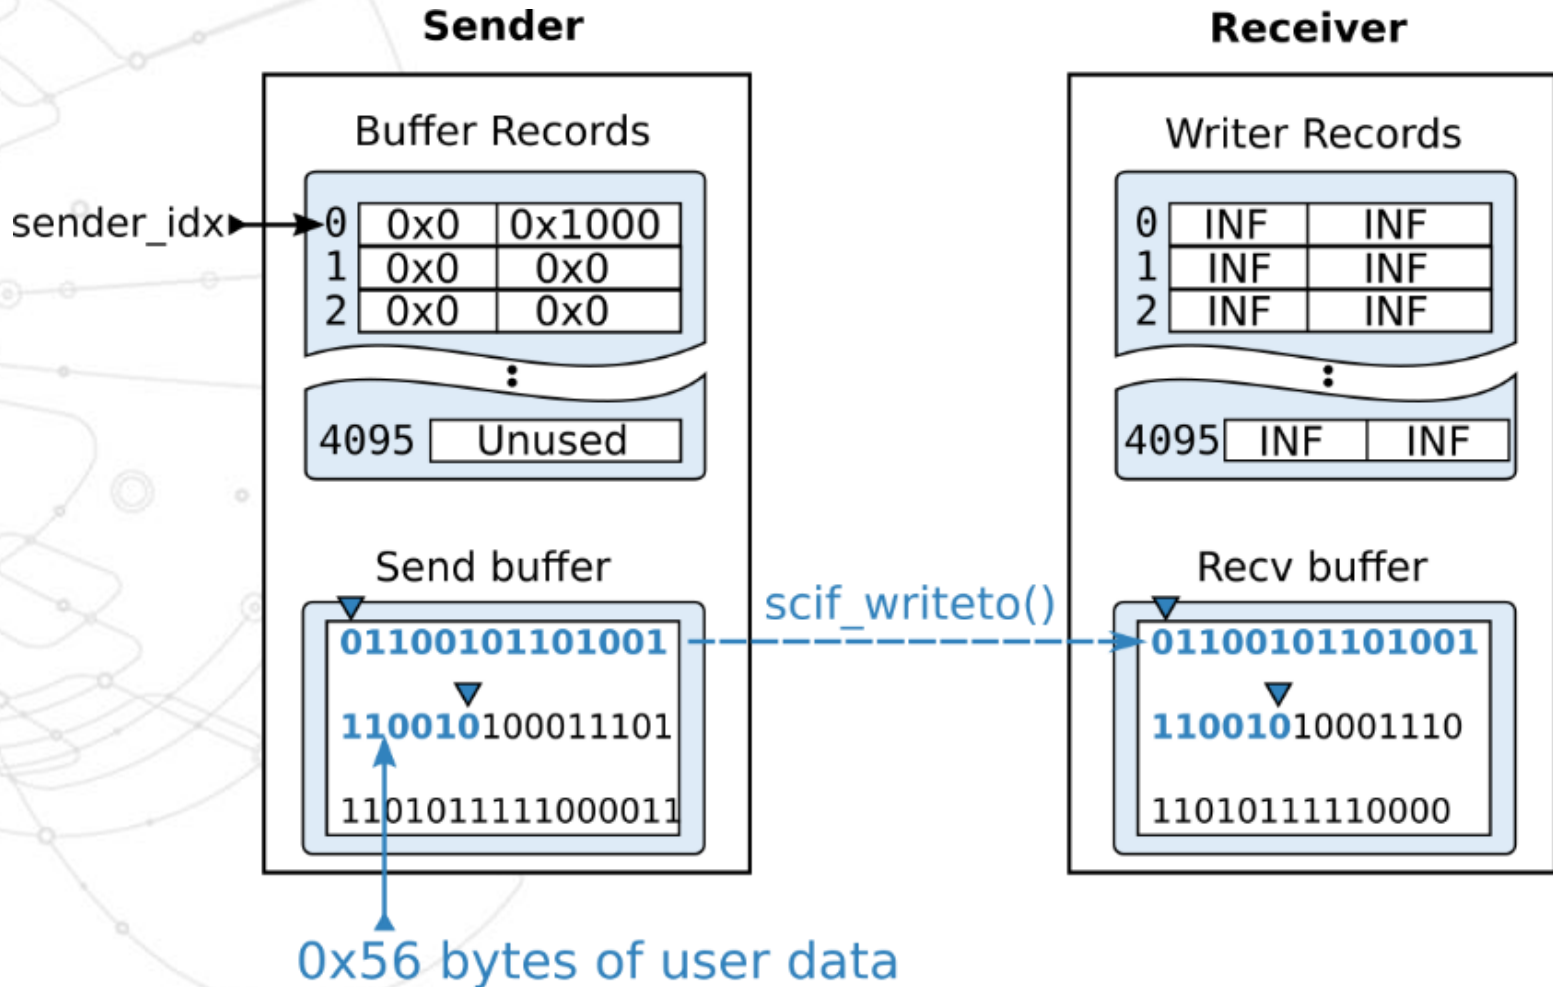 Sender
Buffer Records
sender_idx
0 0x0 0x1000
1 0x0 0x0
2 0x0 0x0
4095 Unused
Send buffer
01100101101001
110010100011101
1101011111000011
0x56 bytes of user data
scif_writeto()
Receiver
Writer Records
0 INF INF
1 INF INF
2 INF INF
4095 INF INF
Recv buffer
01100101101001
11001010001110
11010111110000